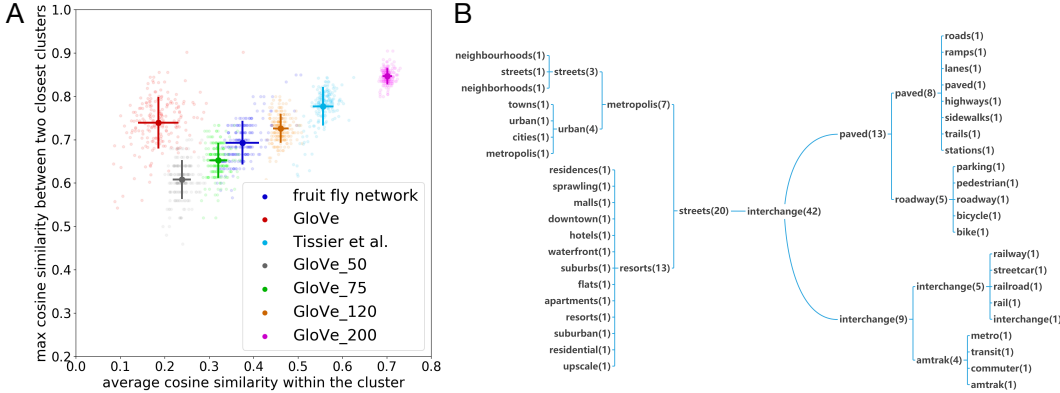 A
max cosine similarity between two closest clusters
1.0
0.9
0.8
0.7
0.6
0.5
0.4
0.3
0.2
0.0
0.1
0.2
0.3
0.4
0.5
0.6
0.7
0.8
average cosine similarity within the cluster
fruit fly network
GloVe
Tissier et al.
GloVe_50
GloVe_75
GloVe_120
GloVe_200
B
neighbourhoods(1)
streets(1)
neighborhoods(1)
streets(3)
towns(1)
urban(1)
cities(1)
metropolis(1)
urban(4)
metropolis(7)
residences(1)
sprawling(1)
malls(1)
downtown(1)
hotels(1)
waterfront(1)
suburbs(1)
flats(1)
apartments(1)
resorts(1)
suburban(1)
residential(1)
upscale(1)
resorts(13)
streets(20)
interchange(42)
paved(13)
paved(8)
roads(1)
ramps(1)
lanes(1)
paved(1)
highways(1)
sidewalks(1)
trails(1)
stations(1)
roadway(5)
parking(1)
pedestrian(1)
roadway(1)
bicycle(1)
bike(1)
interchange(9)
interchange(5)
railway(1)
streetcar(1)
railroad(1)
rail(1)
interchange(1)
amtrak(4)
metro(1)
transit(1)
commuter(1)
amtrak(1)